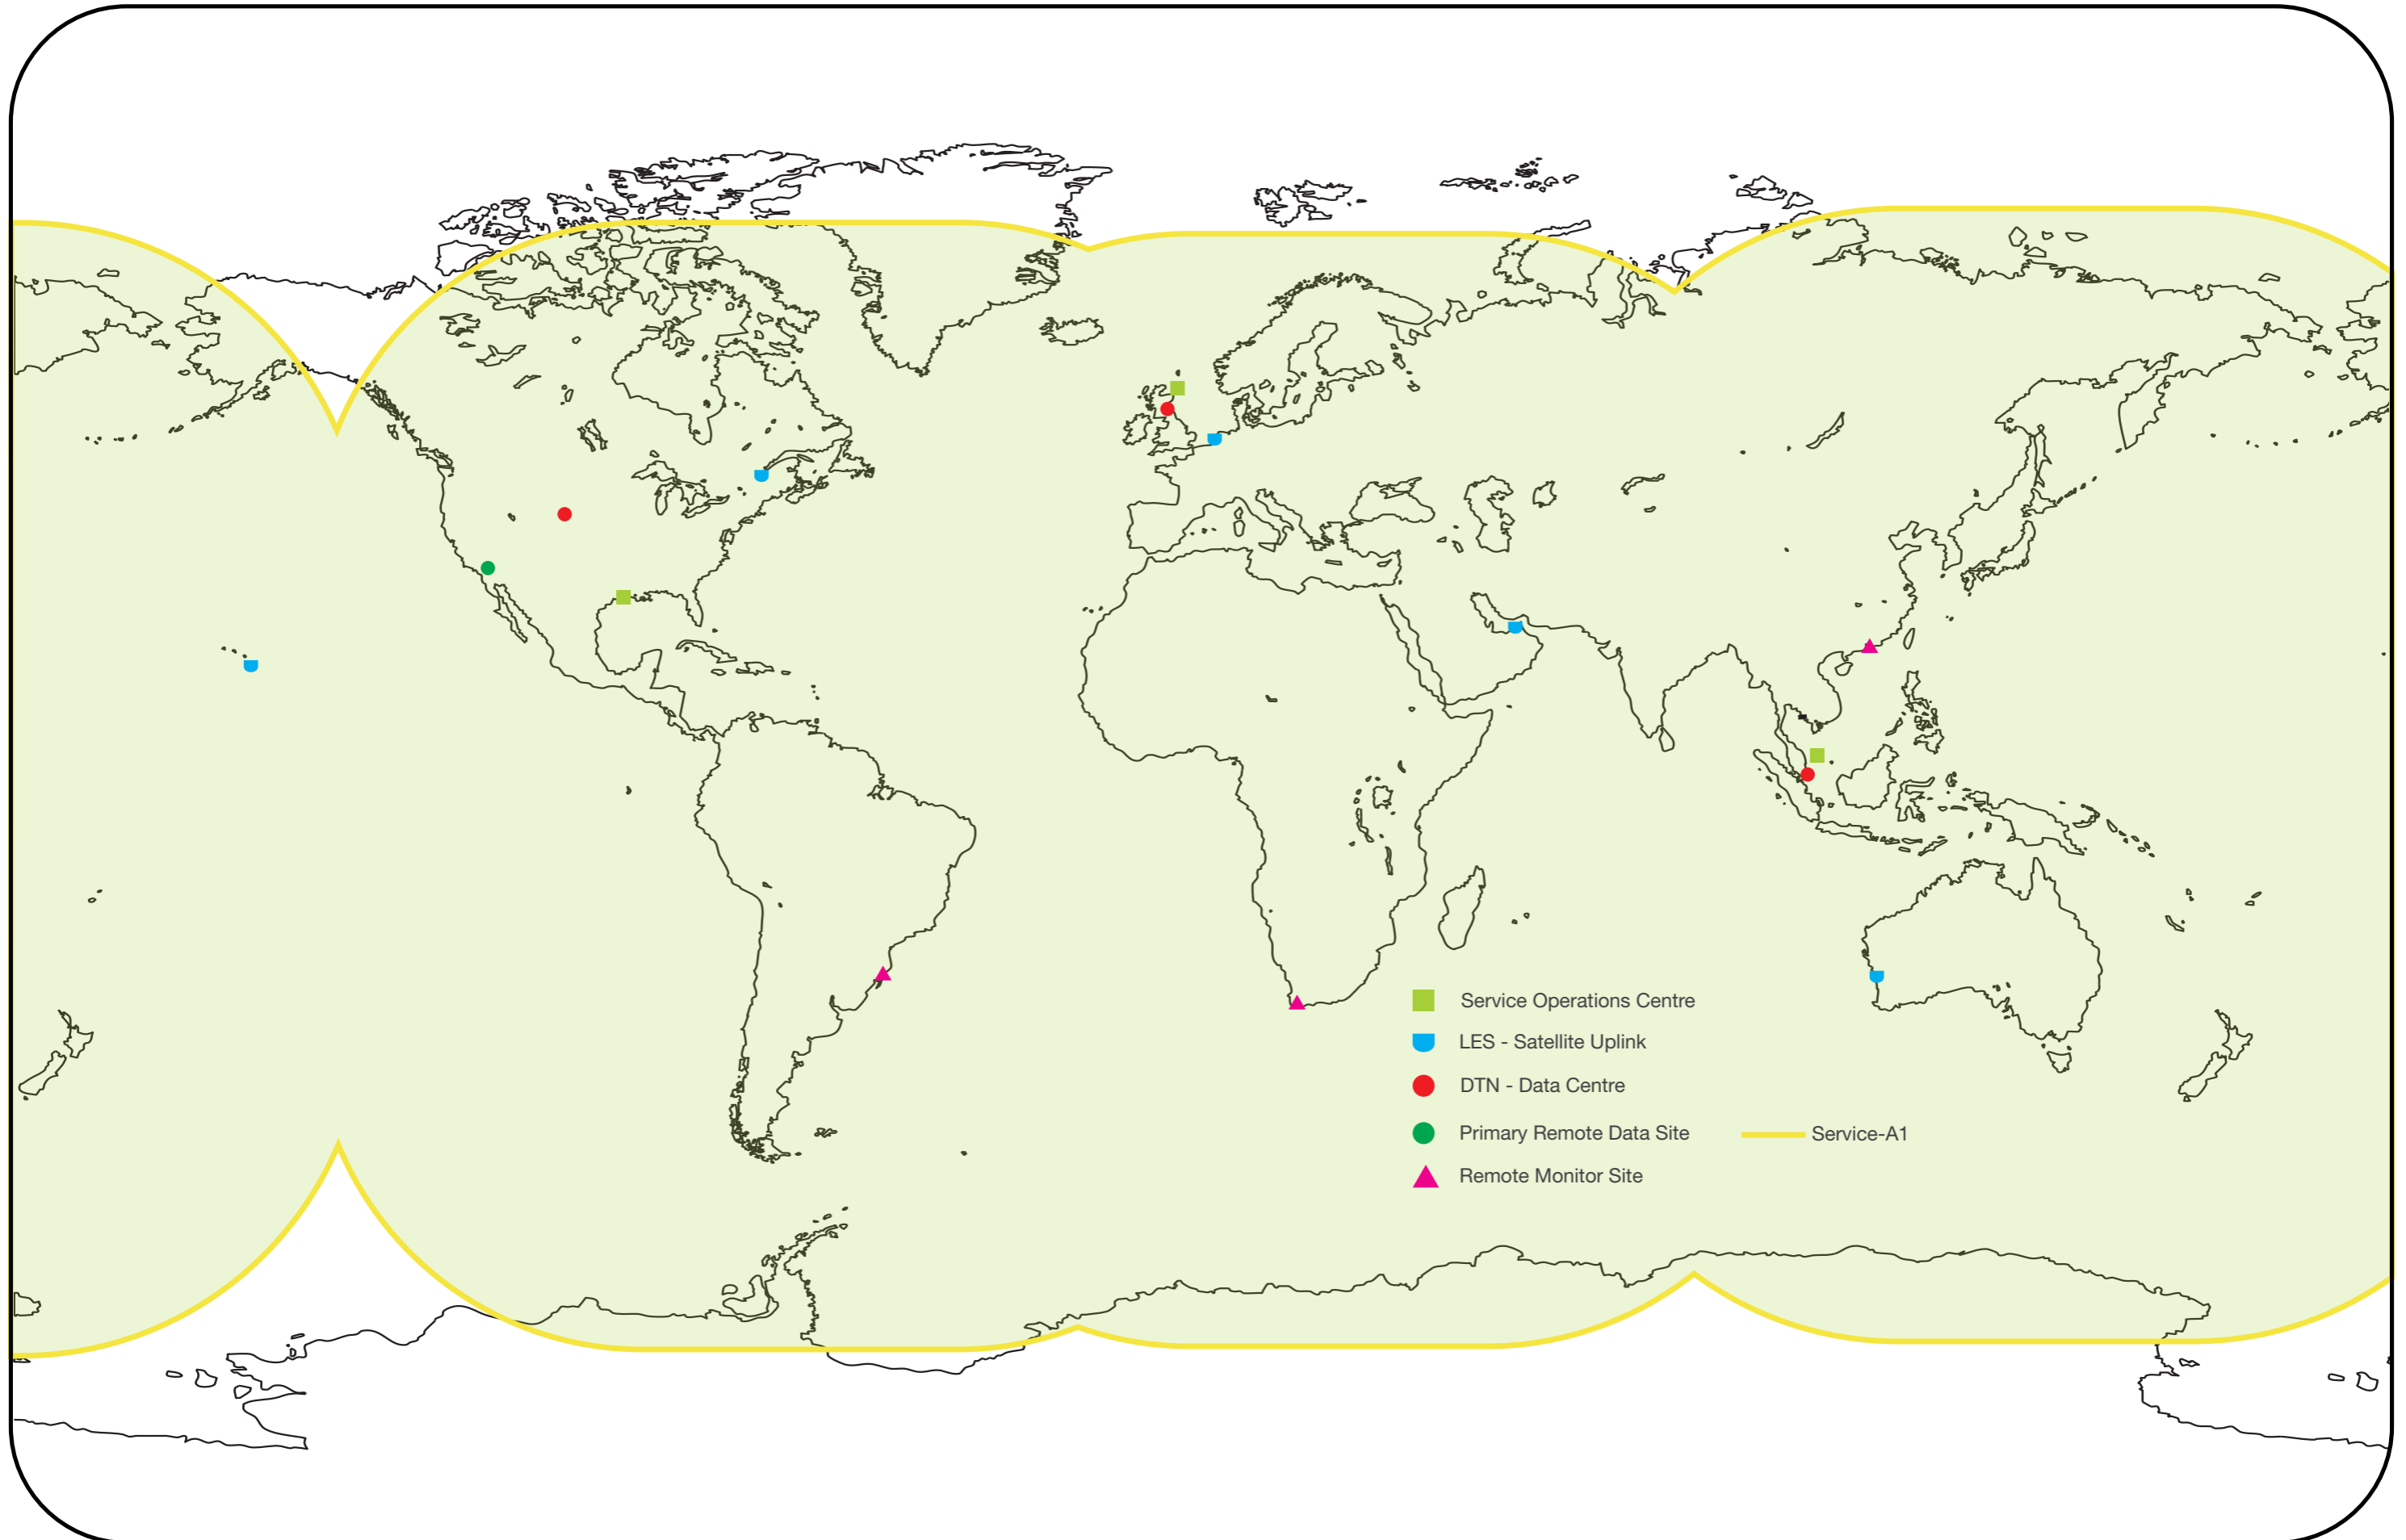 Service Operations Centre
LES - Satellite Uplink
DTN - Data Centre
Primary Remote Data Site
Service-A1
Remote Monitor Site